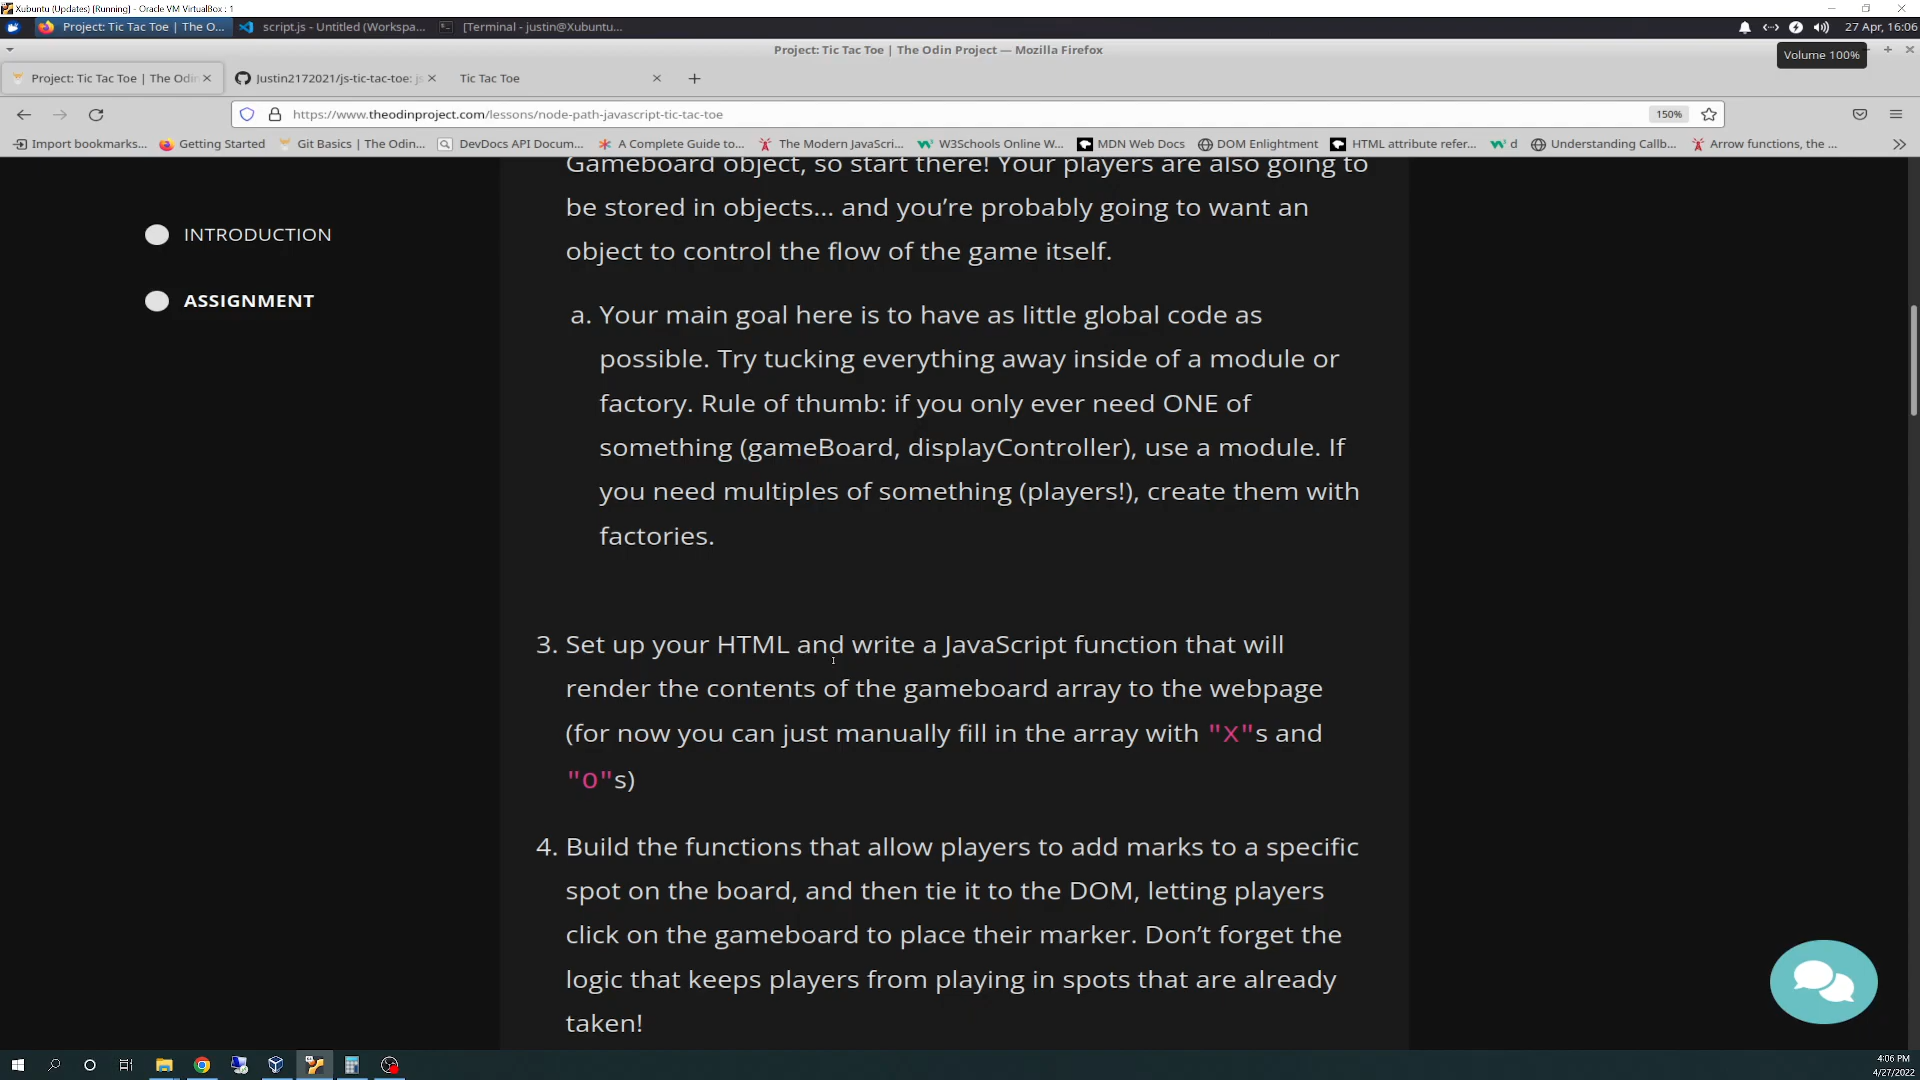 Xubuntu (Updates) [Running] - Oracle VM VirtualBox : 1
Project: Tic Tac Toe | The O...
script.js - Untitled (Workspa...
[Terminal - justin@Xubuntu...
27 Apr, 16:06
Project: Tic Tac Toe | The Odin Project — Mozilla Firefox
Volume 100%
Project: Tic Tac Toe | The Odin
Justin2172021/js-tic-tac-toe: js
Tic Tac Toe
https://www.theodinproject.com/lessons/node-path-javascript-tic-tac-toe
150%
Import bookmarks...
Getting Started
Git Basics | The Odin...
DevDocs API Docum...
A Complete Guide to...
The Modern JavaScri...
W3Schools Online W...
MDN Web Docs
DOM Enlightment
HTML attribute refer...
d
Understanding Callb...
Arrow functions, the ...
INTRODUCTION
ASSIGNMENT
Gameboard object, so start there! Your players are also going to
be stored in objects... and you’re probably going to want an
object to control the flow of the game itself.
a. Your main goal here is to have as little global code as
possible. Try tucking everything away inside of a module or
factory. Rule of thumb: if you only ever need ONE of
something (gameBoard, displayController), use a module. If
you need multiples of something (players!), create them with
factories.
3. Set up your HTML and write a JavaScript function that will
render the contents of the gameboard array to the webpage
(for now you can just manually fill in the array with "X"s and
"O"s)
4. Build the functions that allow players to add marks to a specific
spot on the board, and then tie it to the DOM, letting players
click on the gameboard to place their marker. Don’t forget the
logic that keeps players from playing in spots that are already
taken!
4:06 PM
4/27/2022